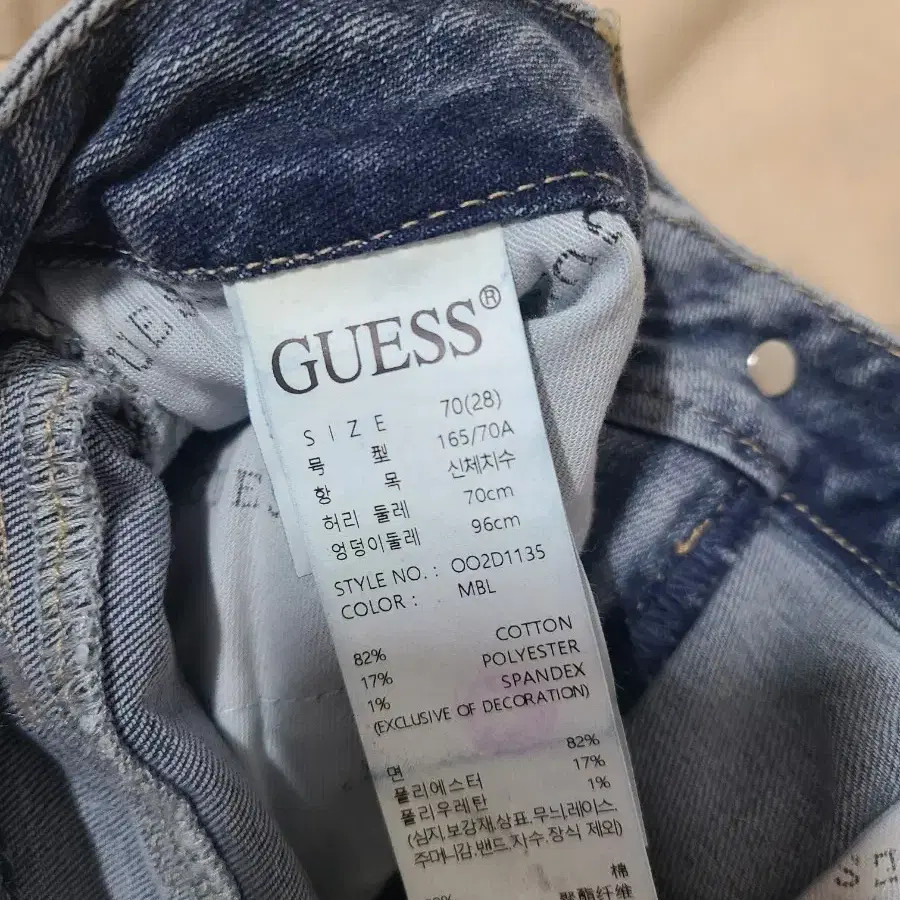 GUESS®
SIZE 70(28)
호 형 165/70A
항 목 신체치수
허리 둘레 70cm
엉덩이둘레 96cm
STYLE NO. : OO2D1135
COLOR : MBL
82% COTTON
17% POLYESTER
1% SPANDEX
(EXCLUSIVE OF DECORATION)
면 82%
폴리에스터 17%
폴리우레탄 1%
(심지,보강재,상표,무늬,레이스,
주머니감,밴드,자수,장식 제외)
棉
聚酯纤维